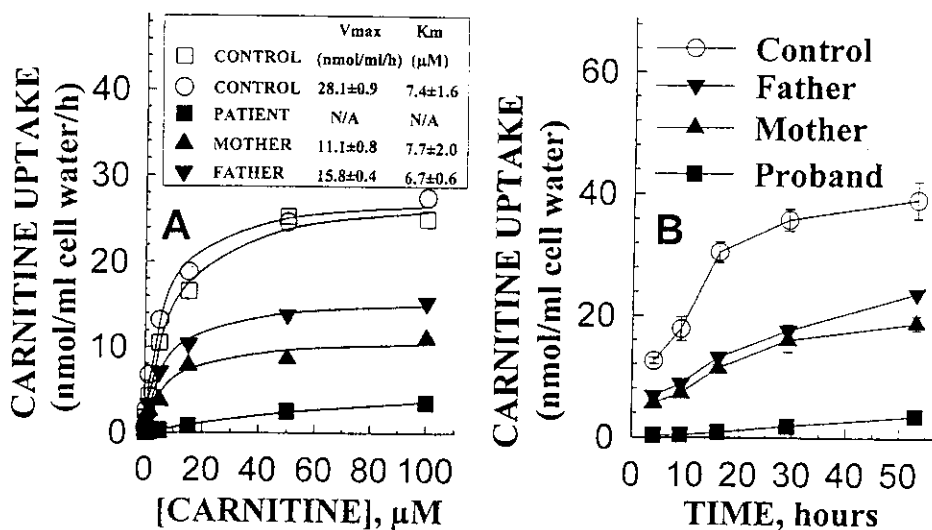 CARNITINE UPTAKE
(nmol/ml cell water/h)
40
30
20
10
0
Vmax Km
CONTROL (nmol/ml/h) (μM)
CONTROL 28.1±0.9 7.4±1.6
PATIENT N/A N/A
MOTHER 11.1±0.8 7.7±2.0
FATHER 15.8±0.4 6.7±0.6
A
0 20 40 60 80 100
[CARNITINE], μM
CARNITINE UPTAKE
(nmol/ml cell water)
60
40
20
0
Control
Father
Mother
Proband
B
0 10 20 30 40 50
TIME, hours